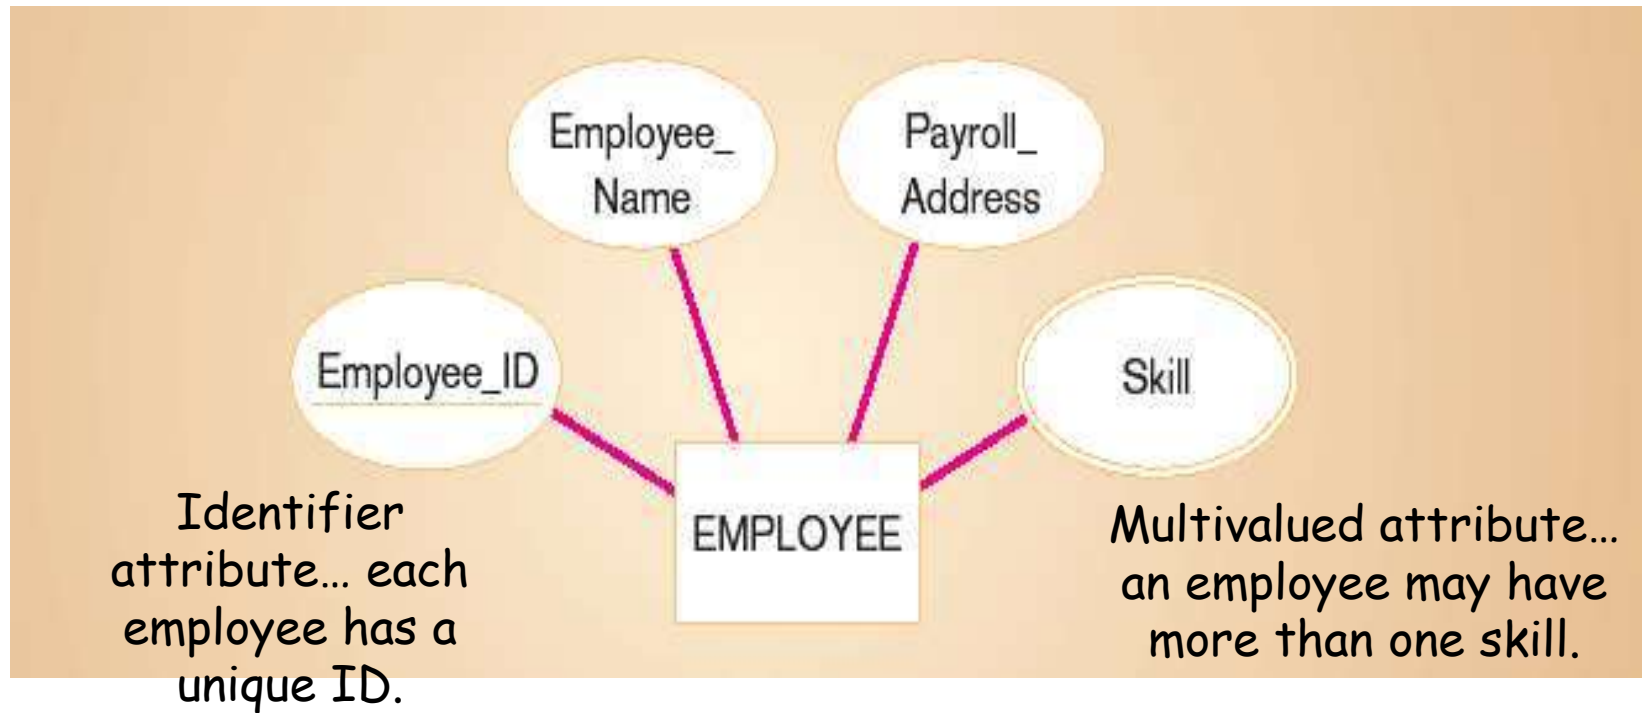 Employee_
Name
Payroll_
Address
Employee_ID
Skill
EMPLOYEE
Identifier
attribute... each
employee has a
unique ID.
Multivalued attribute...
an employee may have
more than one skill.